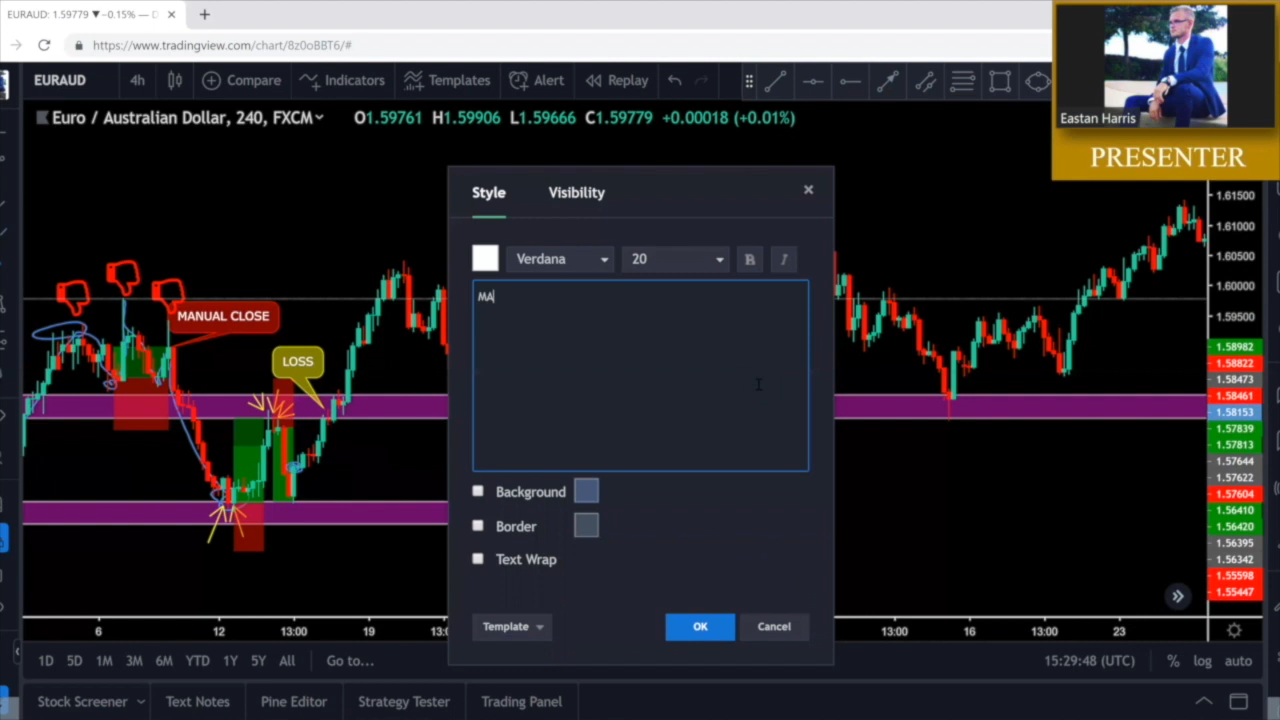 EURAUD: 1.59779 ▼ −0.15% —
https://www.tradingview.com/chart/8z0oBBT6/#
Eastan Harris
PRESENTER
EURAUD 4h Compare Indicators Templates Alert Replay
Euro / Australian Dollar, 240, FXCM O1.59761 H1.59906 L1.59666 C1.59779 +0.00018 (+0.01%)
Style Visibility
Verdana 20 B I
MA
Background
Border
Text Wrap
Template OK Cancel
MANUAL CLOSE
LOSS
1.61500
1.61000
1.60500
1.60000
1.59500
1.58982
1.58822
1.58473
1.58461
1.58153
1.57839
1.57813
1.57644
1.57622
1.57604
1.56410
1.56420
1.56395
1.56342
1.55598
1.55447
6 12 13:00 19 13:00 16 13:00 23
1D 5D 1M 3M 6M YTD 1Y 5Y All Go to... 15:29:48 (UTC) % log auto
Stock Screener Text Notes Pine Editor Strategy Tester Trading Panel